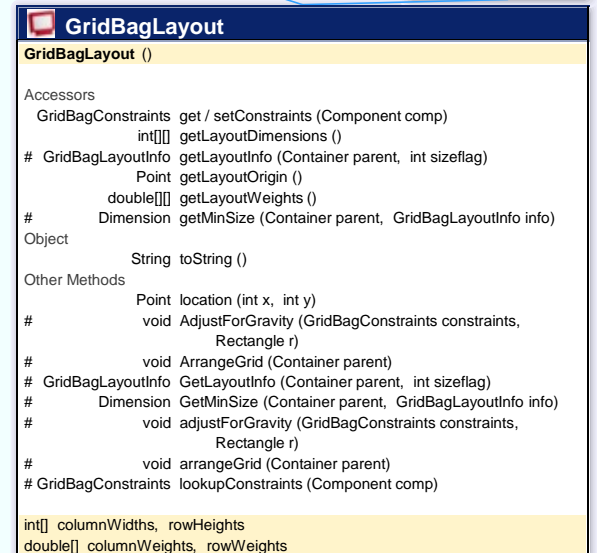 GridBagLayout
GridBagLayout ()
Accessors
GridBagConstraints get / setConstraints (Component comp)
int[][] getLayoutDimensions ()
# GridBagLayoutInfo getLayoutInfo (Container parent, int sizeflag)
Point getLayoutOrigin ()
double[][] getLayoutWeights ()
# Dimension getMinSize (Container parent, GridBagLayoutInfo info)
Object
String toString ()
Other Methods
Point location (int x, int y)
# void AdjustForGravity (GridBagConstraints constraints,
Rectangle r)
# void ArrangeGrid (Container parent)
# GridBagLayoutInfo GetLayoutInfo (Container parent, int sizeflag)
# Dimension GetMinSize (Container parent, GridBagLayoutInfo info)
# void adjustForGravity (GridBagConstraints constraints,
Rectangle r)
# void arrangeGrid (Container parent)
# GridBagConstraints lookupConstraints (Component comp)
int[] columnWidths, rowHeights
double[] columnWeights, rowWeights